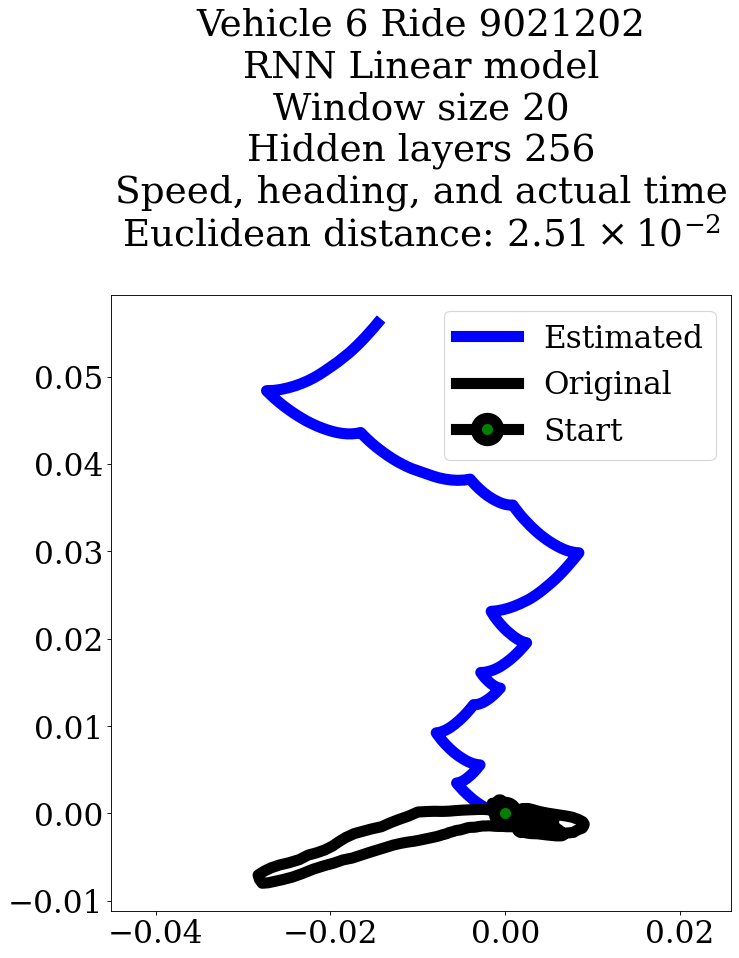 Vehicle 6 Ride 9021202
RNN Linear model
Window size 20
Hidden layers 256
Speed, heading, and actual time
Euclidean distance: 2.51 × 10⁻²
Estimated
Original
Start
0.05
0.04
0.03
0.02
0.01
0.00
−0.01
−0.04
−0.02
0.00
0.02